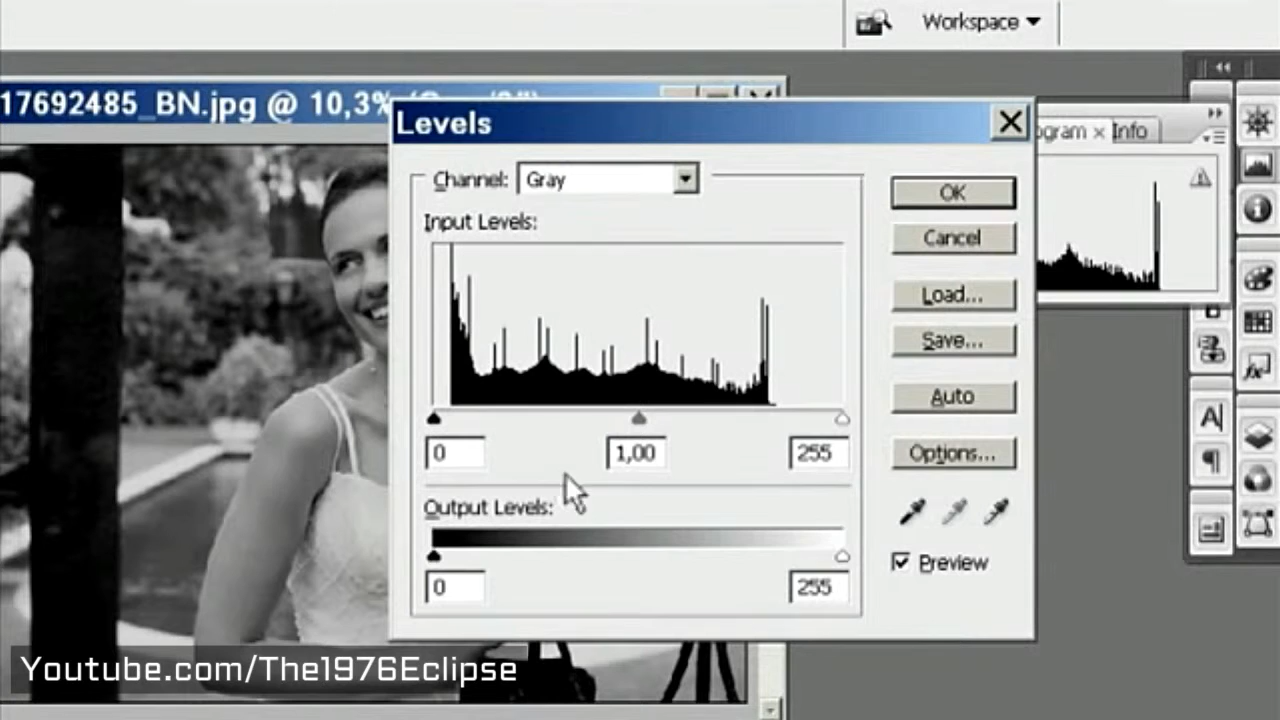 Workspace
17692485_BN.jpg @ 10,3%
Levels
ogram × Info
Channel: Gray
OK
Input Levels:
Cancel
Load...
Save...
Auto
0 1,00 255
Options...
Output Levels:
Preview
0 255
Youtube.com/The1976Eclipse